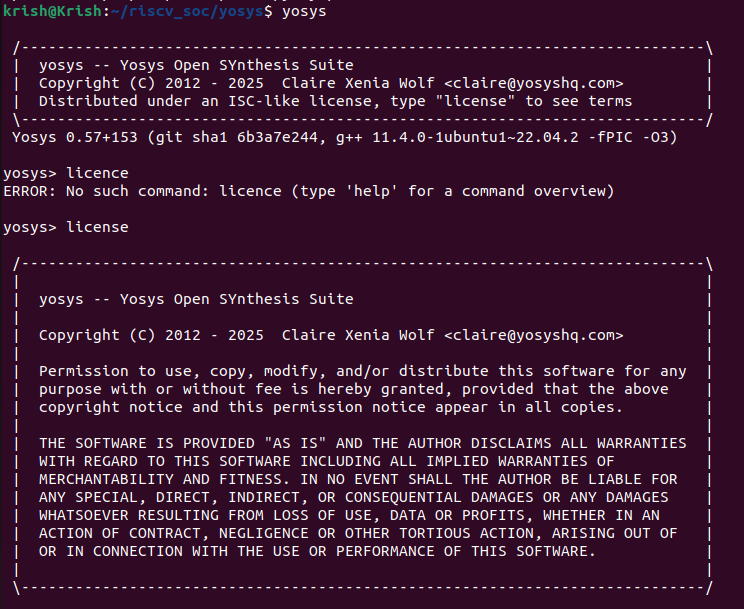 krish@Krish:~/riscv_soc/yosys$ yosys

 /----------------------------------------------------------------------------\
 |  yosys -- Yosys Open SYnthesis Suite                                       |
 |  Copyright (C) 2012 - 2025  Claire Xenia Wolf <claire@yosyshq.com>         |
 |  Distributed under an ISC-like license, type "license" to see terms        |
 \----------------------------------------------------------------------------/
 Yosys 0.57+153 (git sha1 6b3a7e244, g++ 11.4.0-1ubuntu1~22.04.2 -fPIC -O3)

yosys> licence
ERROR: No such command: licence (type 'help' for a command overview)

yosys> license

 /----------------------------------------------------------------------------\
 |                                                                            |
 |  yosys -- Yosys Open SYnthesis Suite                                       |
 |                                                                            |
 |  Copyright (C) 2012 - 2025  Claire Xenia Wolf <claire@yosyshq.com>         |
 |                                                                            |
 |  Permission to use, copy, modify, and/or distribute this software for any  |
 |  purpose with or without fee is hereby granted, provided that the above    |
 |  copyright notice and this permission notice appear in all copies.         |
 |                                                                            |
 |  THE SOFTWARE IS PROVIDED "AS IS" AND THE AUTHOR DISCLAIMS ALL WARRANTIES  |
 |  WITH REGARD TO THIS SOFTWARE INCLUDING ALL IMPLIED WARRANTIES OF          |
 |  MERCHANTABILITY AND FITNESS. IN NO EVENT SHALL THE AUTHOR BE LIABLE FOR   |
 |  ANY SPECIAL, DIRECT, INDIRECT, OR CONSEQUENTIAL DAMAGES OR ANY DAMAGES    |
 |  WHATSOEVER RESULTING FROM LOSS OF USE, DATA OR PROFITS, WHETHER IN AN     |
 |  ACTION OF CONTRACT, NEGLIGENCE OR OTHER TORTIOUS ACTION, ARISING OUT OF   |
 |  OR IN CONNECTION WITH THE USE OR PERFORMANCE OF THIS SOFTWARE.            |
 |                                                                            |
 \----------------------------------------------------------------------------/